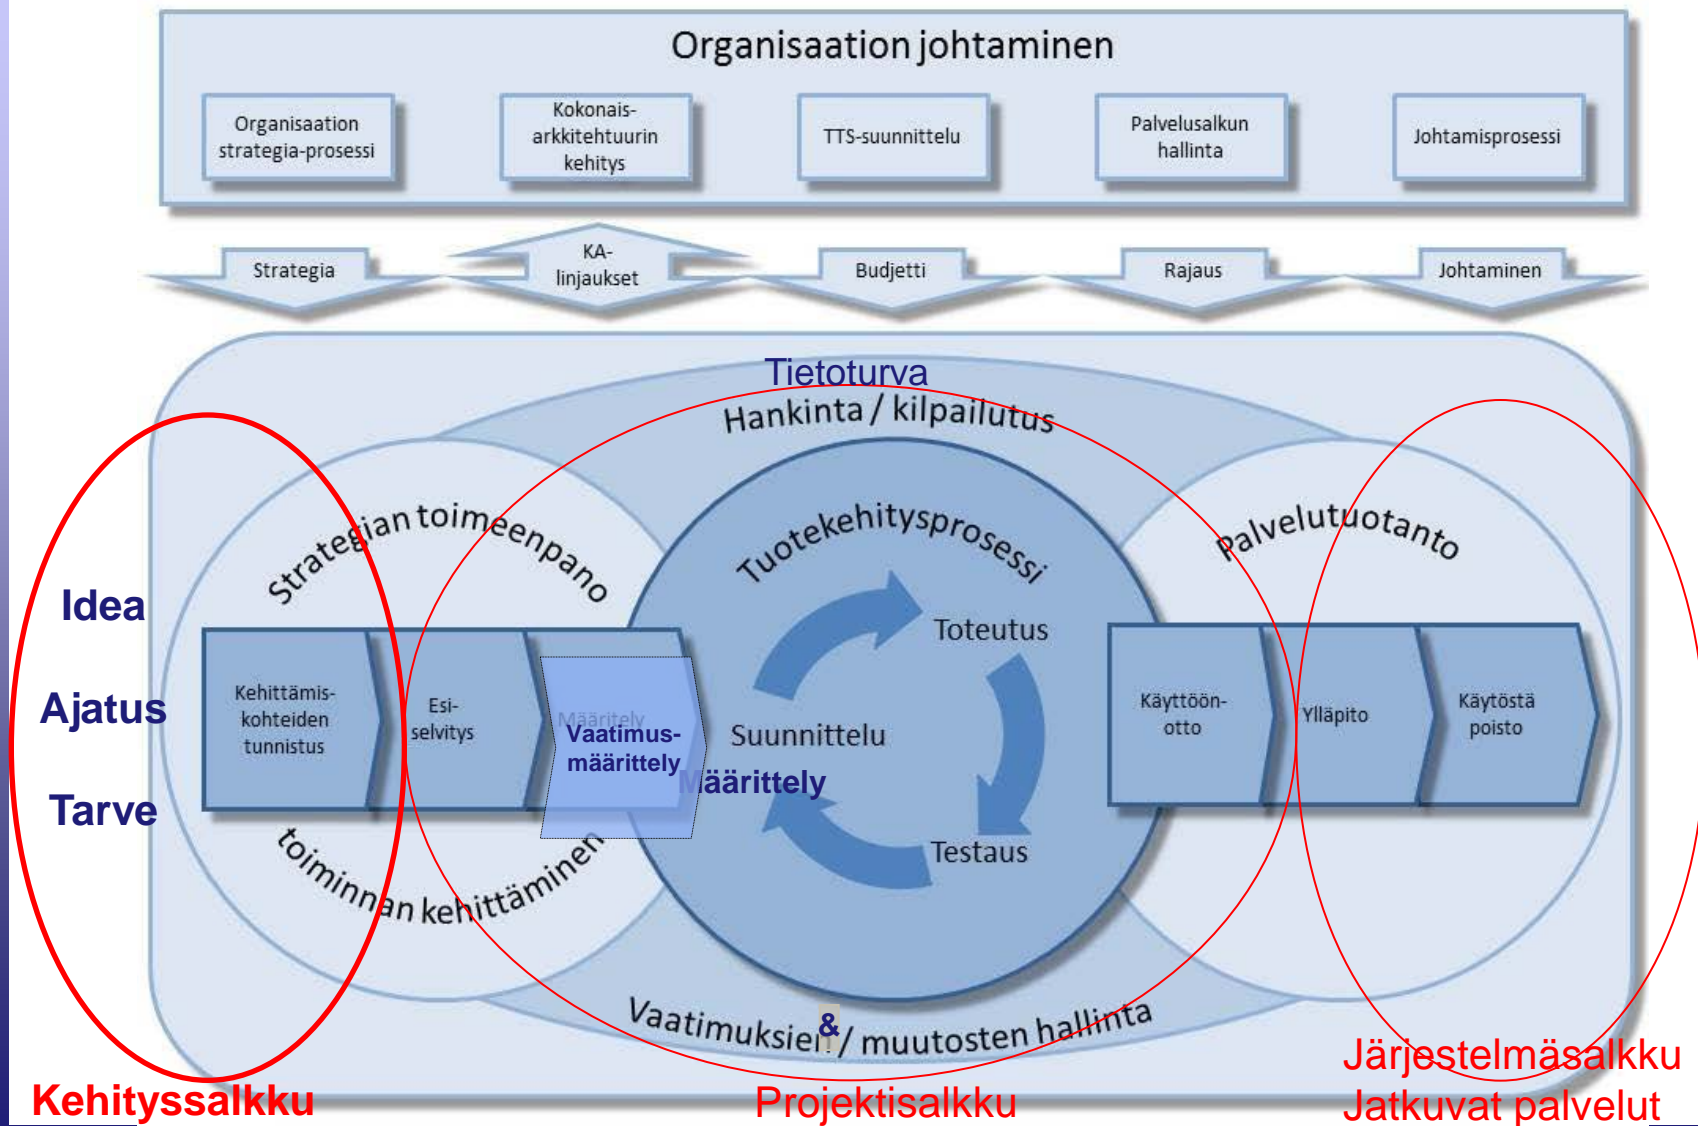 Organisaation johtaminen
Organisaation
strategia-prosessi
Kokonais-
arkkitehtuurin
kehitys
TTS-suunnittelu
Palvelusalkun
hallinta
Johtamisprosessi
Strategia
KA-
linjaukset
Budjetti
Rajaus
Johtaminen
Tietoturva
Hankinta / kilpailutus
Strategian toimeenpano
Tuotekehitysprosessi
Palvelutuotanto
Idea
Ajatus
Tarve
Kehittämis-
kohteiden
tunnistus
Esi-
selvitys
Määritely
Vaatimus-
määrittely
Määrittely
Suunnittelu
Toteutus
Testaus
Käyttöön-
otto
Ylläpito
Käytöstä
poisto
toiminnan kehittäminen
Vaatimuksien / muutosten hallinta
&
Kehityssalkku
Projektisalkku
Järjestelmäsalkku
Jatkuvat palvelut